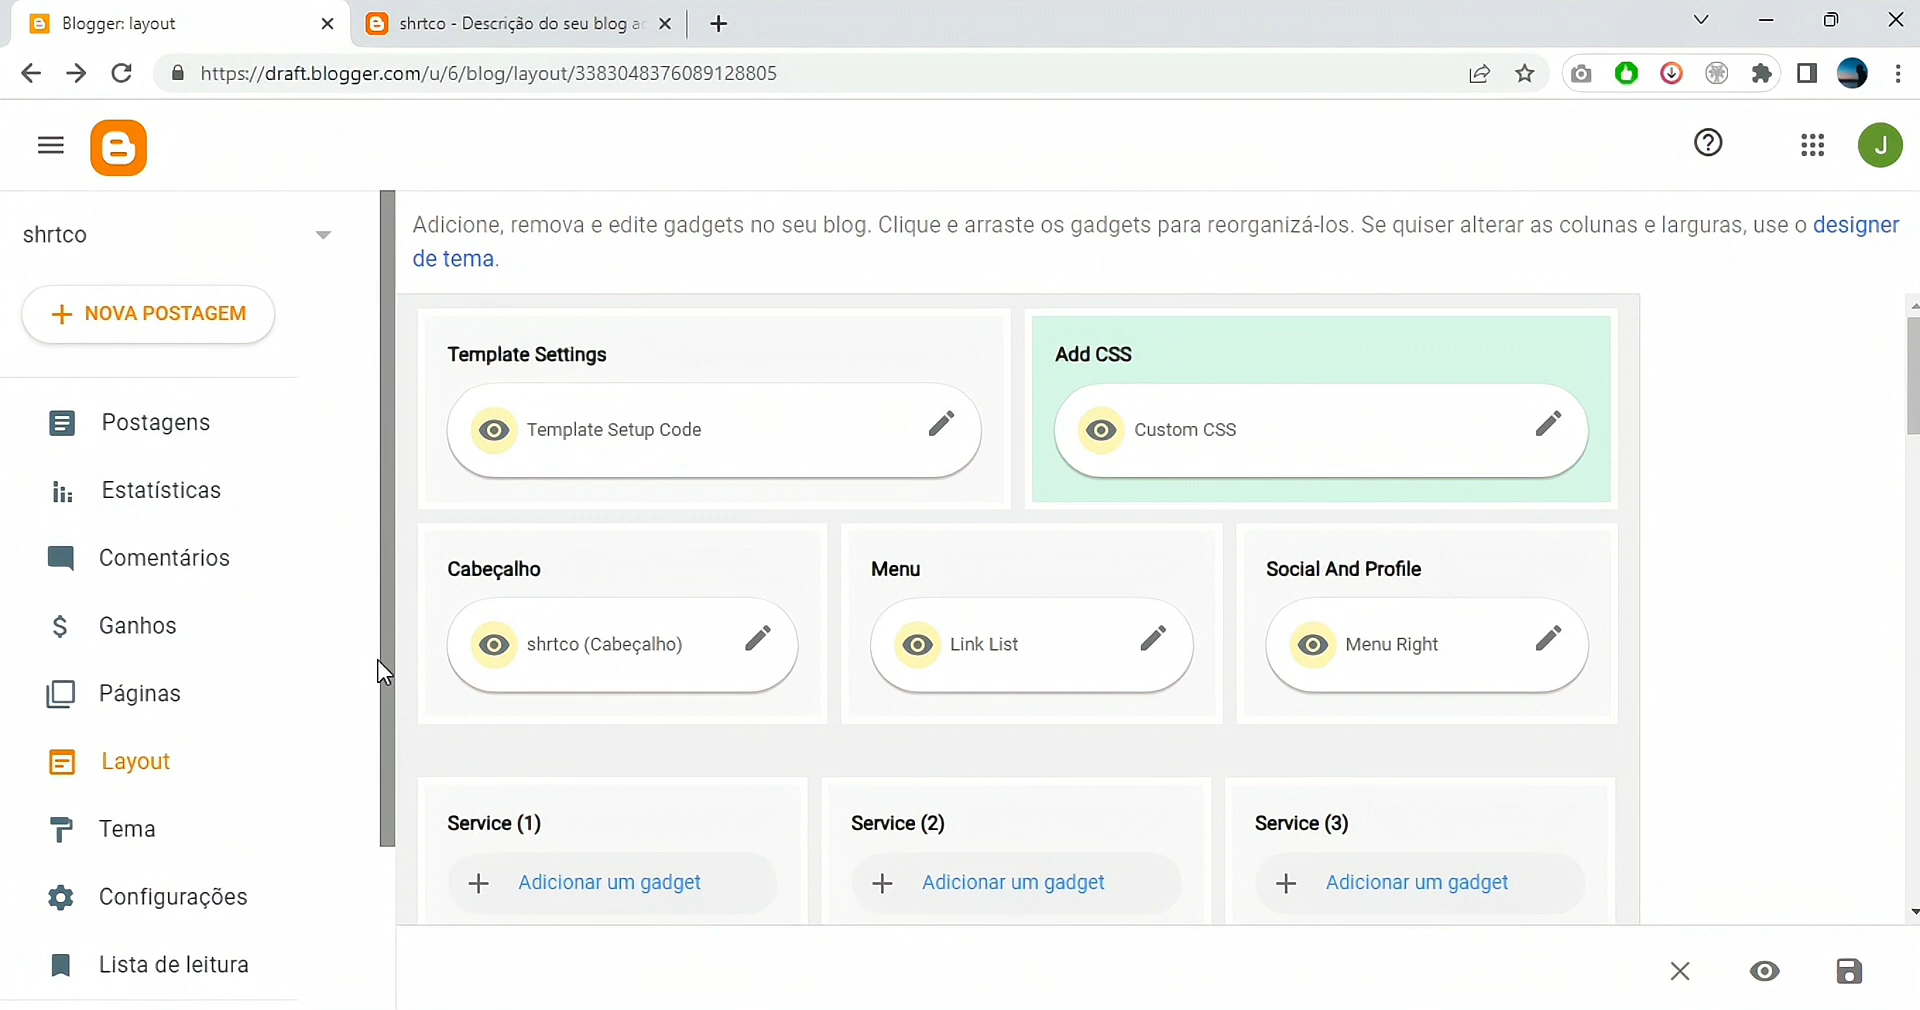 Blogger: layout
shrtco - Descrição do seu blog a
https://draft.blogger.com/u/6/blog/layout/3383048376089128805
J
shrtco
NOVA POSTAGEM
Postagens
Estatísticas
Comentários
Ganhos
Páginas
Layout
Tema
Configurações
Lista de leitura
Adicione, remova e edite gadgets no seu blog. Clique e arraste os gadgets para reorganizá-los. Se quiser alterar as colunas e larguras, use o designer
de tema.
Template Settings
Template Setup Code
Add CSS
Custom CSS
Cabeçalho
shrtco (Cabeçalho)
Menu
Link List
Social And Profile
Menu Right
Service (1)
Adicionar um gadget
Service (2)
Adicionar um gadget
Service (3)
Adicionar um gadget